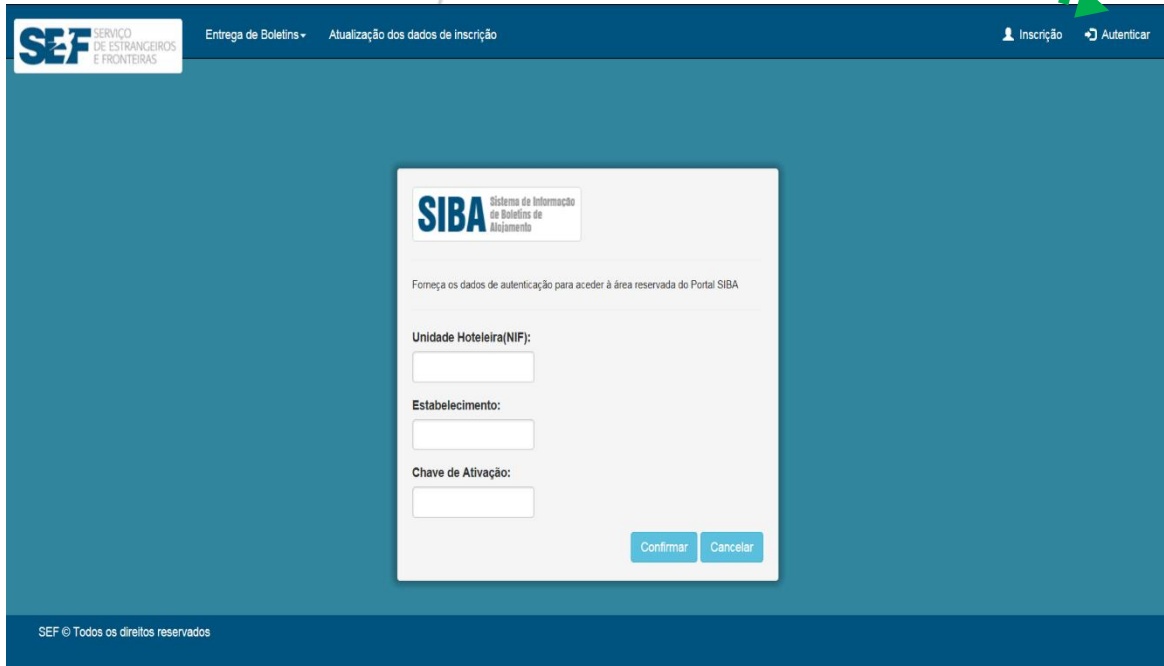 SEF SERVIÇO
DE ESTRANGEIROS
E FRONTEIRAS
Entrega de Boletins
Atualização dos dados de inscrição
Inscrição
Autenticar
SIBA Sistema de Informação
de Boletins de
Alojamento
Forneça os dados de autenticação para aceder à área reservada do Portal SIBA
Unidade Hoteleira(NIF):
Estabelecimento:
Chave de Ativação:
Confirmar
Cancelar
SEF © Todos os direitos reservados